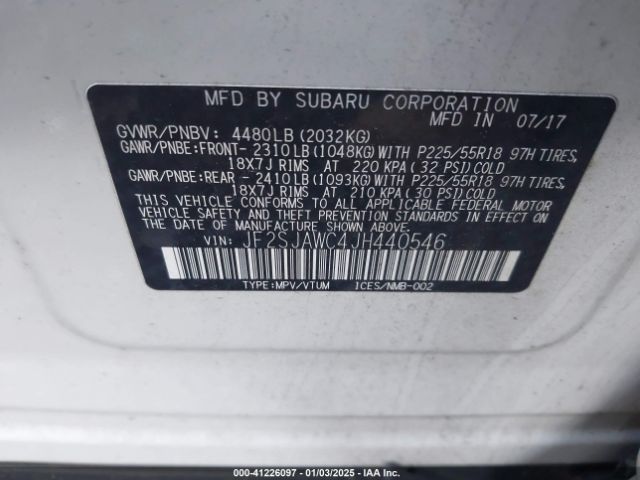 MFD BY SUBARU CORPORATION
MFD IN 07/17
GVWR/PNBV: 4480LB (2032KG)
GAWR/PNBE:FRONT- 2310LB(1048KG)WITH P225/55R18 97H TIRES,
18X7J RIMS AT 220 KPA(32 PSI)COLD
GAWR/PNBE:REAR - 2410LB(1093KG)WITH P225/55R18 97H TIRES,
18X7J RIMS AT 210 KPA(30 PSI)COLD
THIS VEHICLE CONFORMS TO ALL APPLICABLE FEDERAL MOTOR
VEHICLE SAFETY AND THEFT PREVENTION STANDARDS IN EFFECT ON
THE DATE OF MANUFACTURE SHOWN ABOVE.
VIN: JF2SJAWC4JH440546
TYPE:MPV/VTUM 1CES/NMB-002
000-41226097 - 01/03/2025 - IAA, Inc.